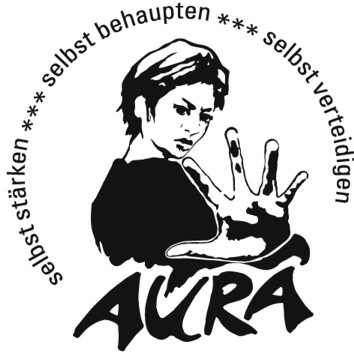 selbst stärken *** selbst behaupten *** selbst verteidigen
AURA